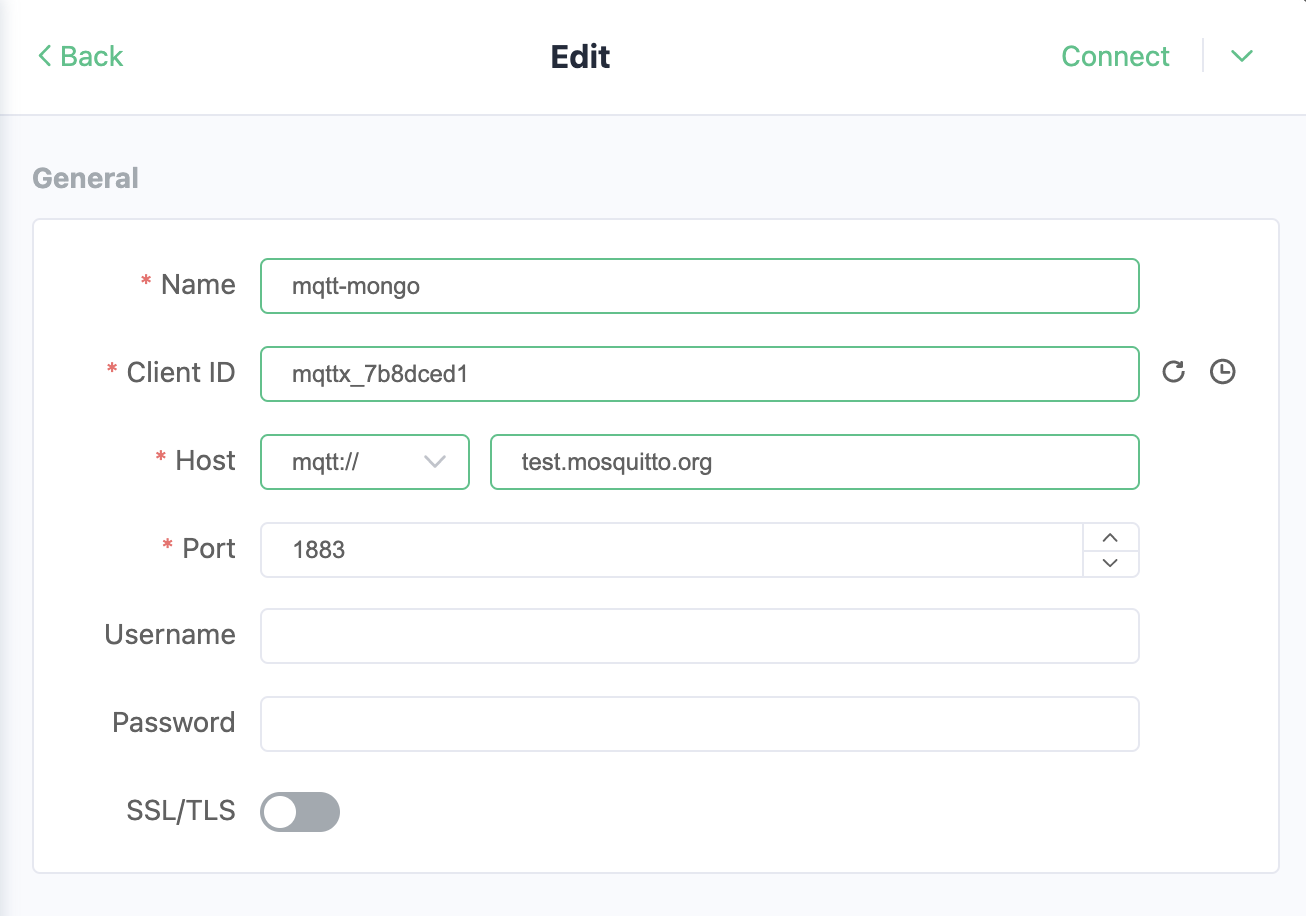 Back Edit Connect
General
* Name mqtt-mongo
* Client ID mqttx_7b8dced1
* Host mqtt:// test.mosquitto.org
* Port 1883
Username
Password
SSL/TLS